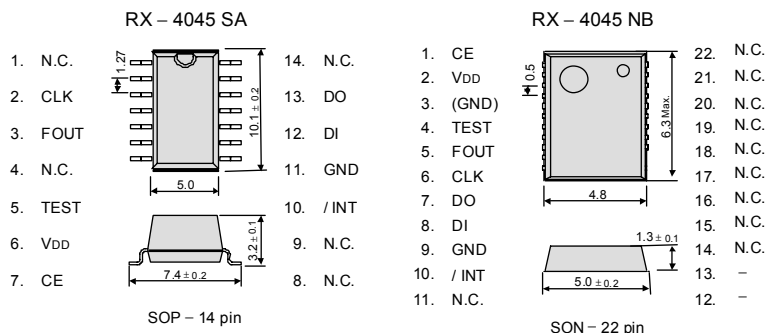 RX – 4045 SA
1. N.C.
2. CLK
3. FOUT
4. N.C.
5. TEST
6. VDD
7. CE
14. N.C.
13. DO
12. DI
11. GND
10. / INT
9. N.C.
8. N.C.
1.27
10.1 ± 0.2
5.0
3.2 ± 0.1
7.4 ± 0.2
SOP – 14 pin
RX – 4045 NB
1. CE
2. VDD
3. (GND)
4. TEST
5. FOUT
6. CLK
7. DO
8. DI
9. GND
10. / INT
11. N.C.
22. N.C.
21. N.C.
20. N.C.
19. N.C.
18. N.C.
17. N.C.
16. N.C.
15. N.C.
14. N.C.
13. –
12. –
0.5
6.3 Max.
4.8
1.3 ± 0.1
5.0 ± 0.2
SON – 22 pin